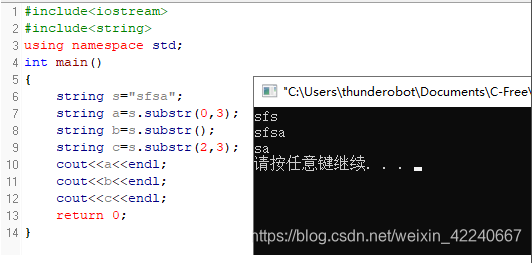 1 #include<iostream>
2 #include<string>
3 using namespace std;
4 int main()
5 {
6 string s="sfsa";
7 string a=s.substr(0,3);
8 string b=s.substr();
9 string c=s.substr(2,3);
10 cout<<a<<endl;
11 cout<<b<<endl;
12 cout<<c<<endl;
13 return 0;
14 }
"C:\Users\thunderobot\Documents\C-Free\
sfs
sfsa
sa
请按任意键继续. . .
https://blog.csdn.net/weixin_42240667